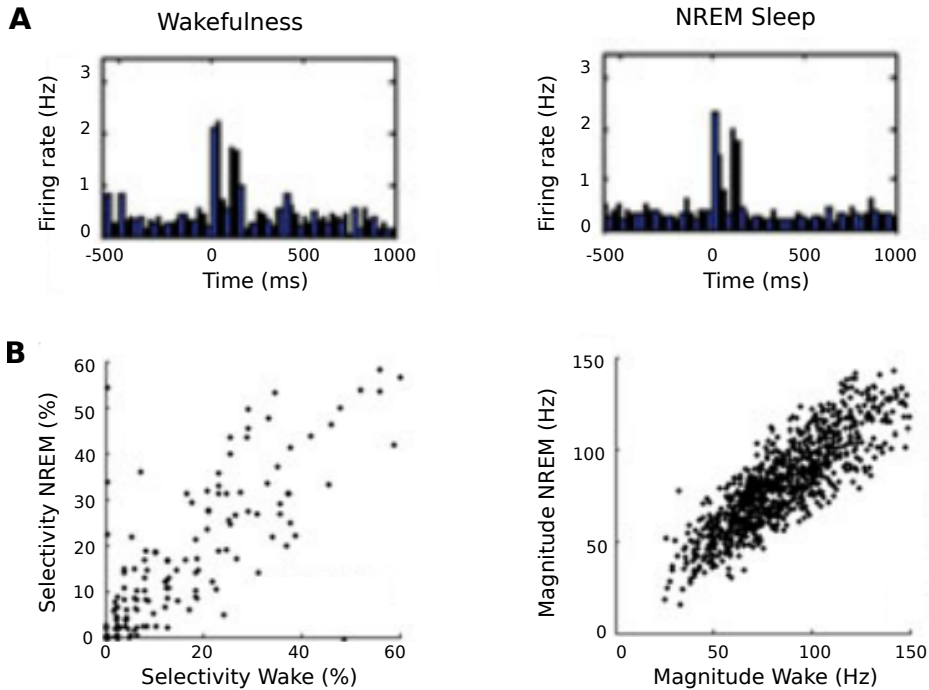 A
Wakefulness
NREM Sleep
Firing rate (Hz)
3
2
1
0
-500
0
500
1000
Time (ms)
Firing rate (Hz)
3
2
1
0
-500
0
500
1000
Time (ms)
B
Selectivity NREM (%)
60
50
40
30
20
10
0
0
20
40
60
Selectivity Wake (%)
Magnitude NREM (Hz)
150
100
50
0
0
50
100
150
Magnitude Wake (Hz)